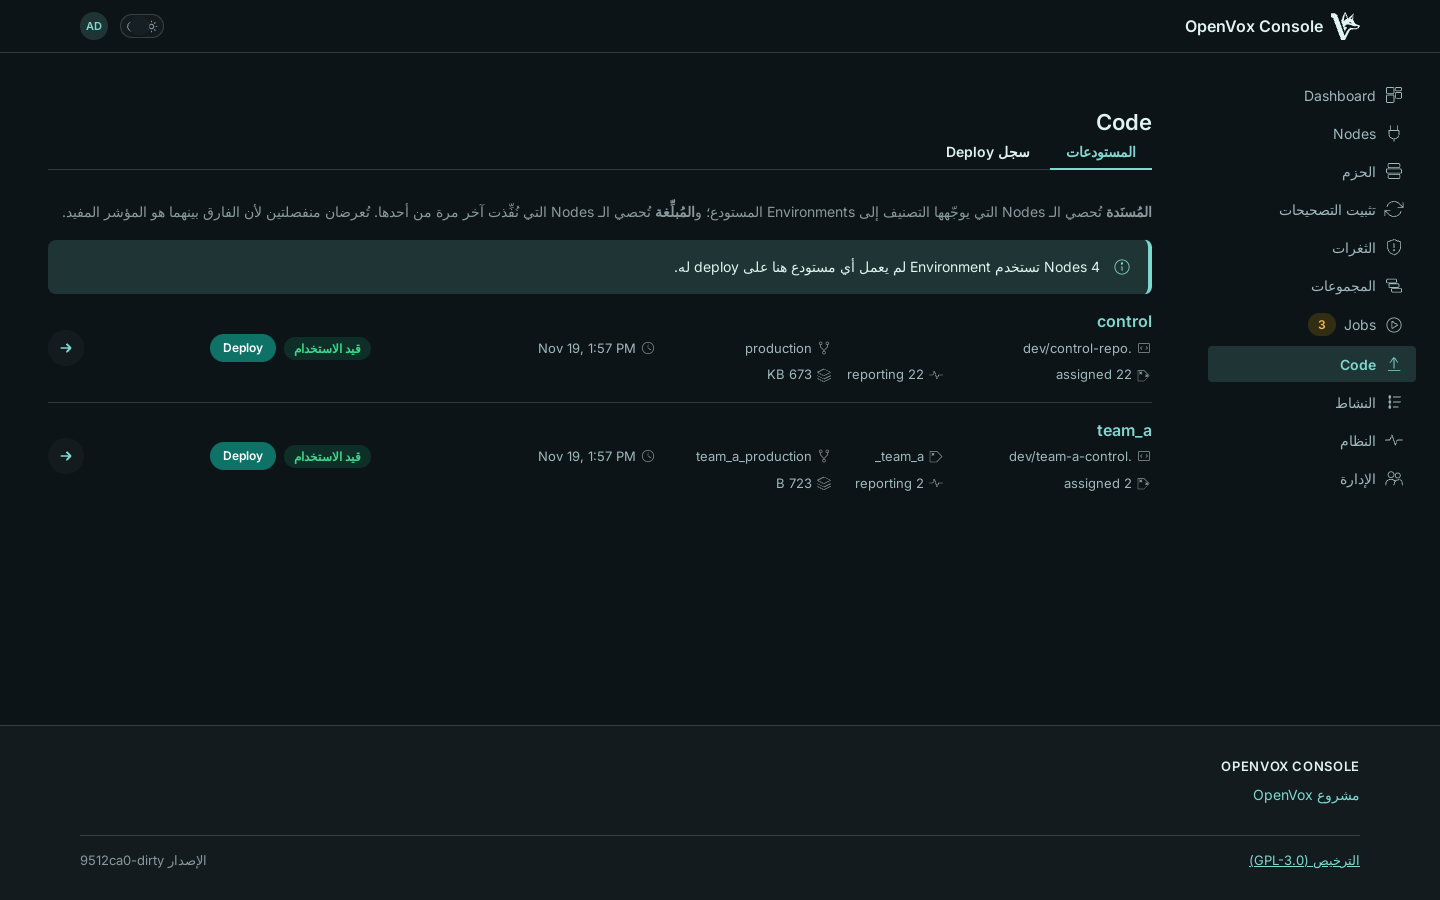 OpenVox Console
AD
Dashboard
Nodes
الحزم
تثبيت التصحيحات
الثغرات
المجموعات
Jobs 3
Code
النشاط
النظام
الإدارة
Code
المستودعات
سجل Deploy
المُسنَدة تُحصي الـ Nodes التي يوجّهها التصنيف إلى Environments المستودع؛ والمُبلِّغة تُحصي الـ Nodes التي نُفِّذت آخر مرة من أحدها. تُعرضان منفصلتين لأن الفارق بينهما هو المؤشر المفيد.
4 Nodes تستخدم Environment لم يعمل أي مستودع هنا على deploy له.
control
dev/control-repo.
production
Nov 19, 1:57 PM
قيد الاستخدام
Deploy
assigned 22
reporting 22
KB 673
team_a
dev/team-a-control.
_team_a
team_a_production
Nov 19, 1:57 PM
قيد الاستخدام
Deploy
assigned 2
reporting 2
B 723
OPENVOX CONSOLE
مشروع OpenVox
الترخيص (GPL-3.0)
الإصدار 9512ca0-dirty